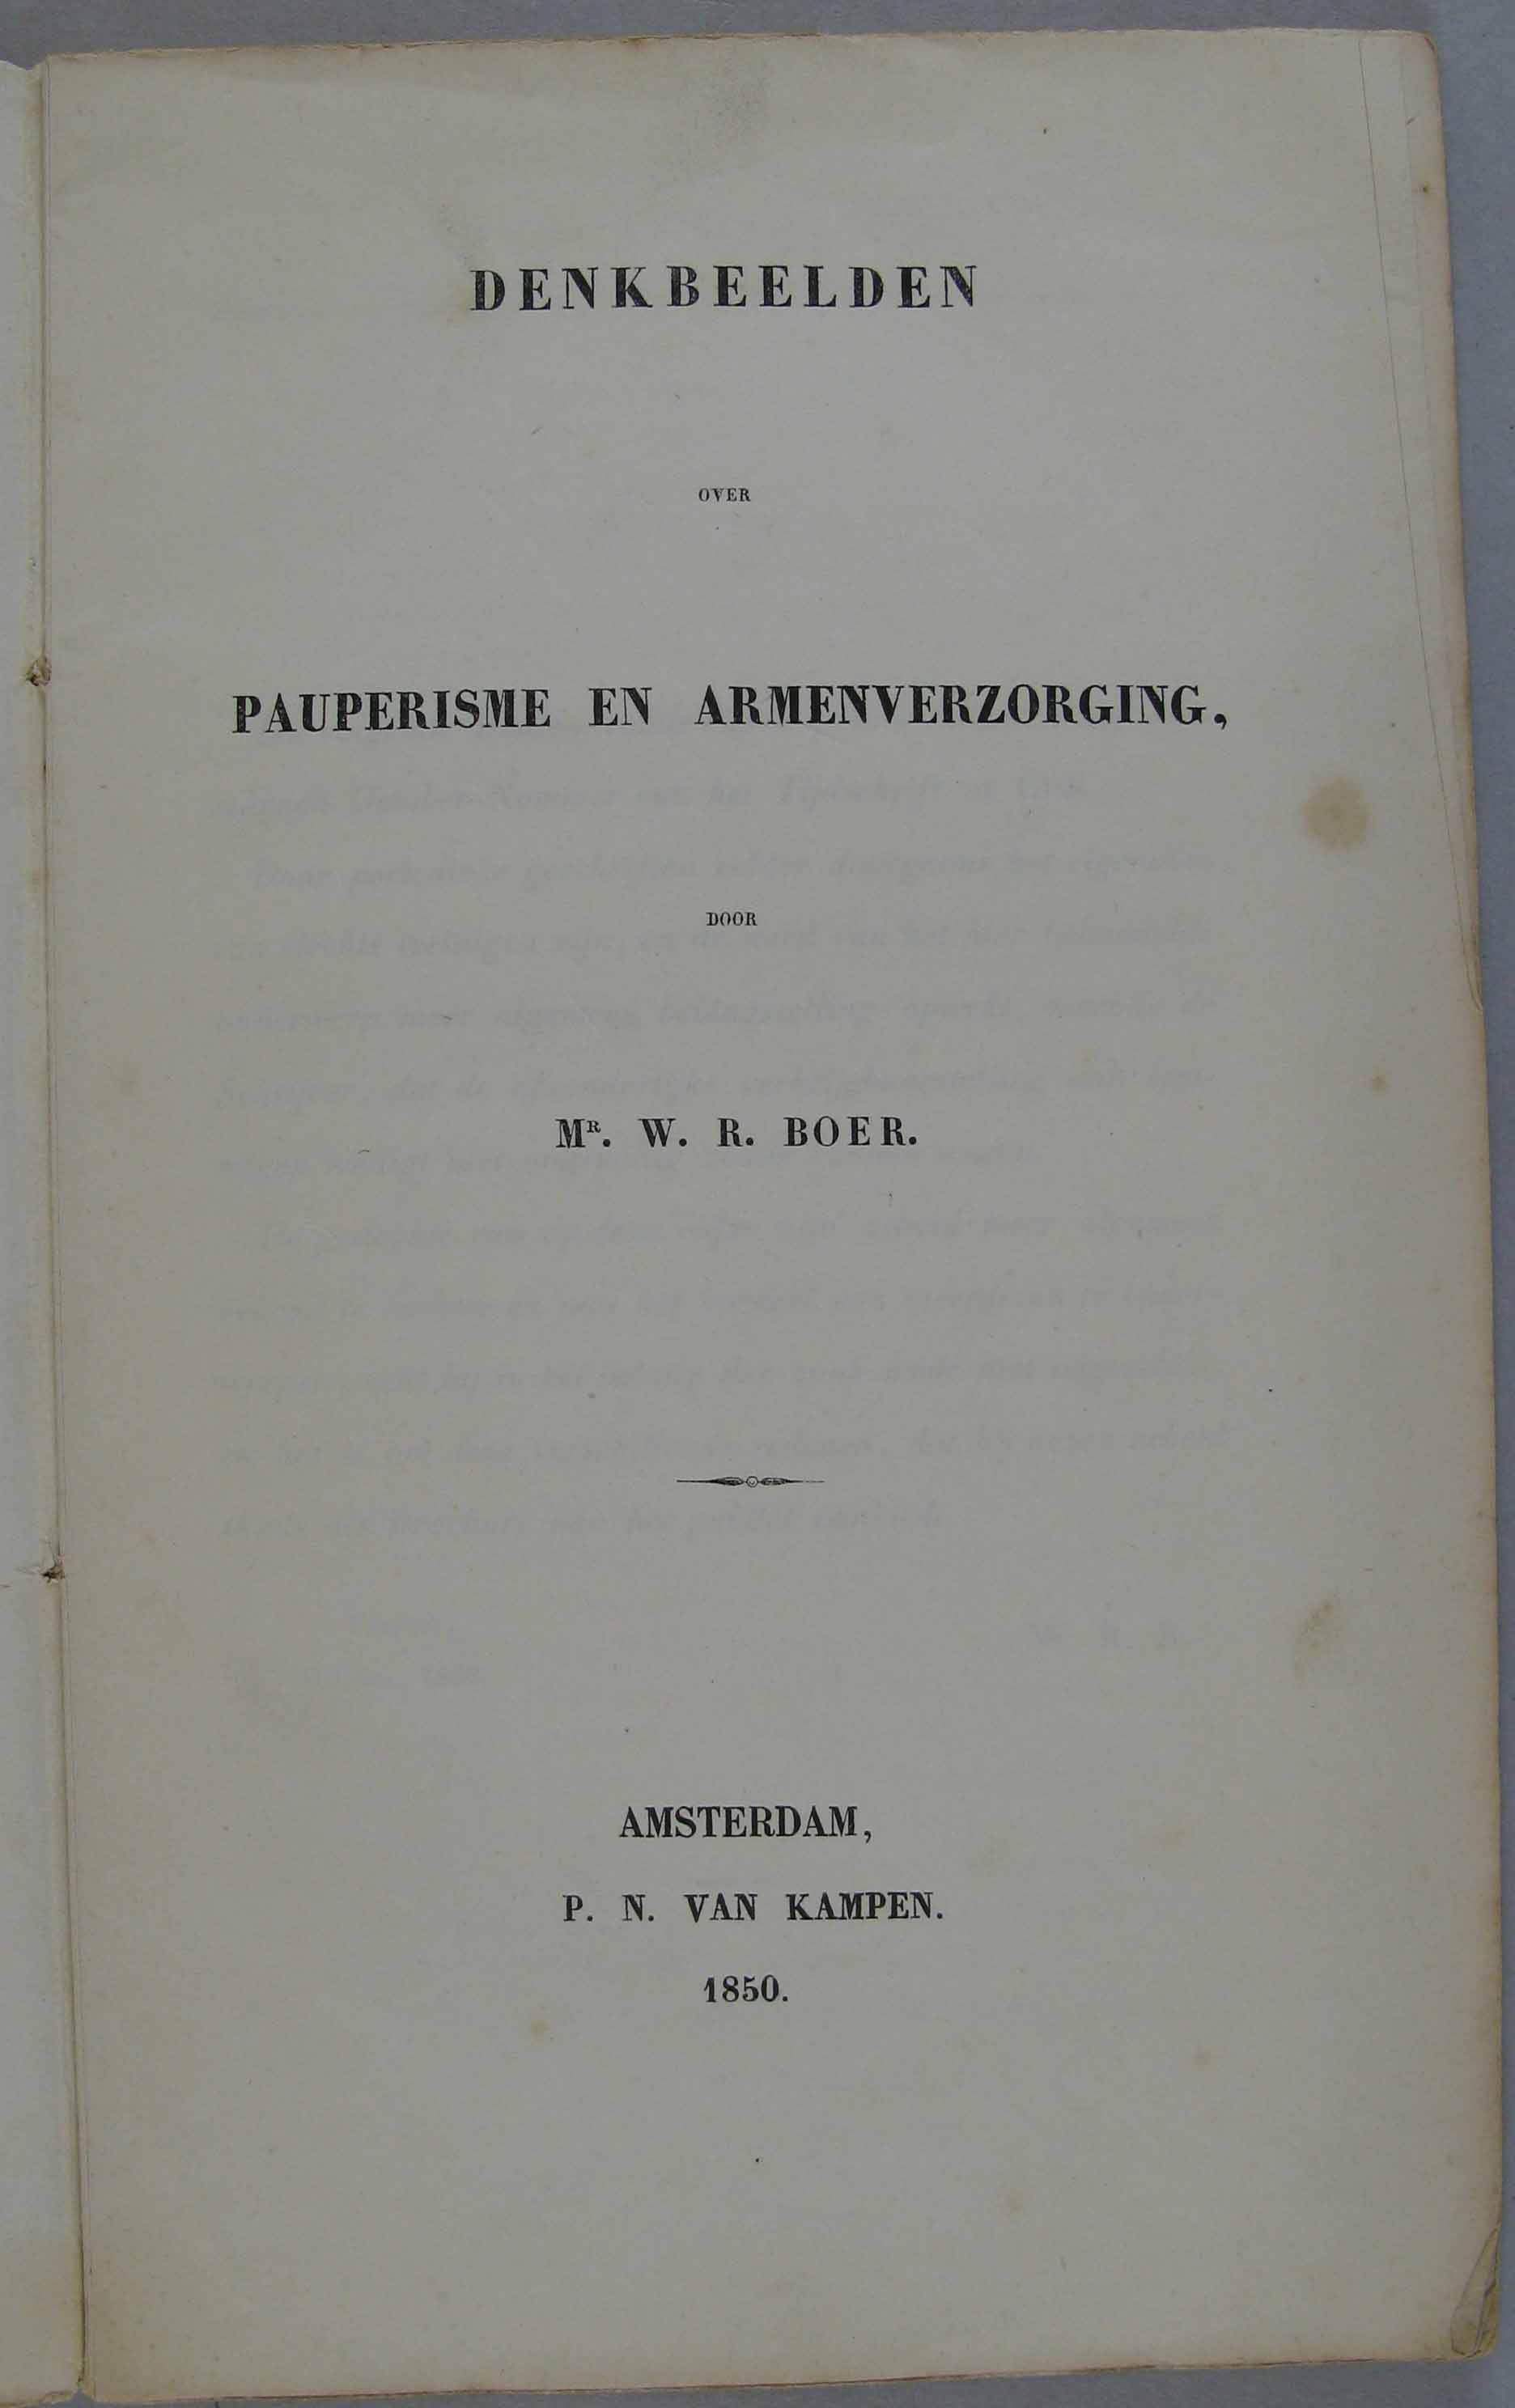 DENKBEELDEN
OVER
PAUPERISME EN ARMENVERZORGING,
DOOR
Mᴿ. W. R. BOER.
AMSTERDAM,
P. N. VAN KAMPEN.
1850.